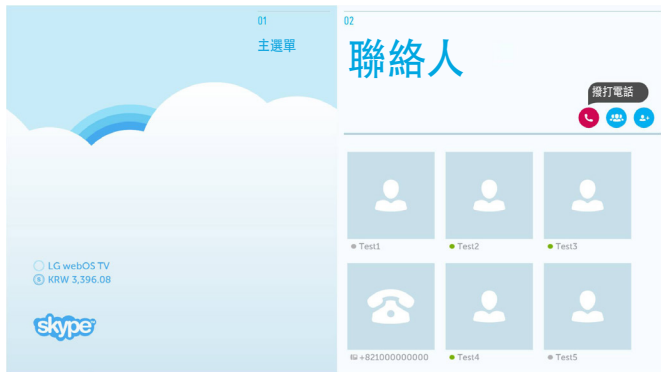 01
主選單
LG webOS TV
KRW 3,396.08
skype
02
聯絡人
撥打電話
Test1
Test2
Test3
+821000000000
Test4
Test5